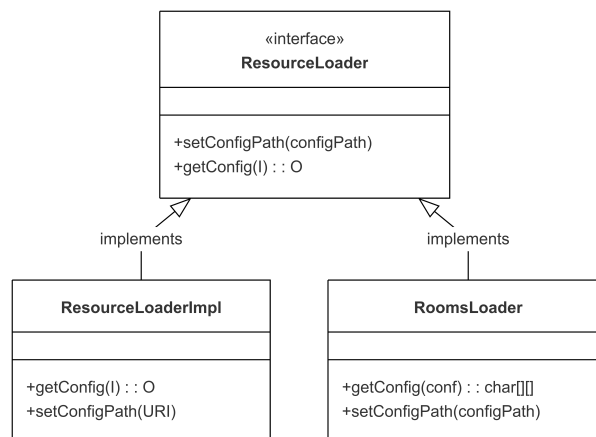 «interface»
ResourceLoader
+setConfigPath(configPath)
+getConfig(I) : : O
implements
implements
ResourceLoaderImpl
+getConfig(I) : : O
+setConfigPath(URI)
RoomsLoader
+getConfig(conf) : : char[][]
+setConfigPath(configPath)